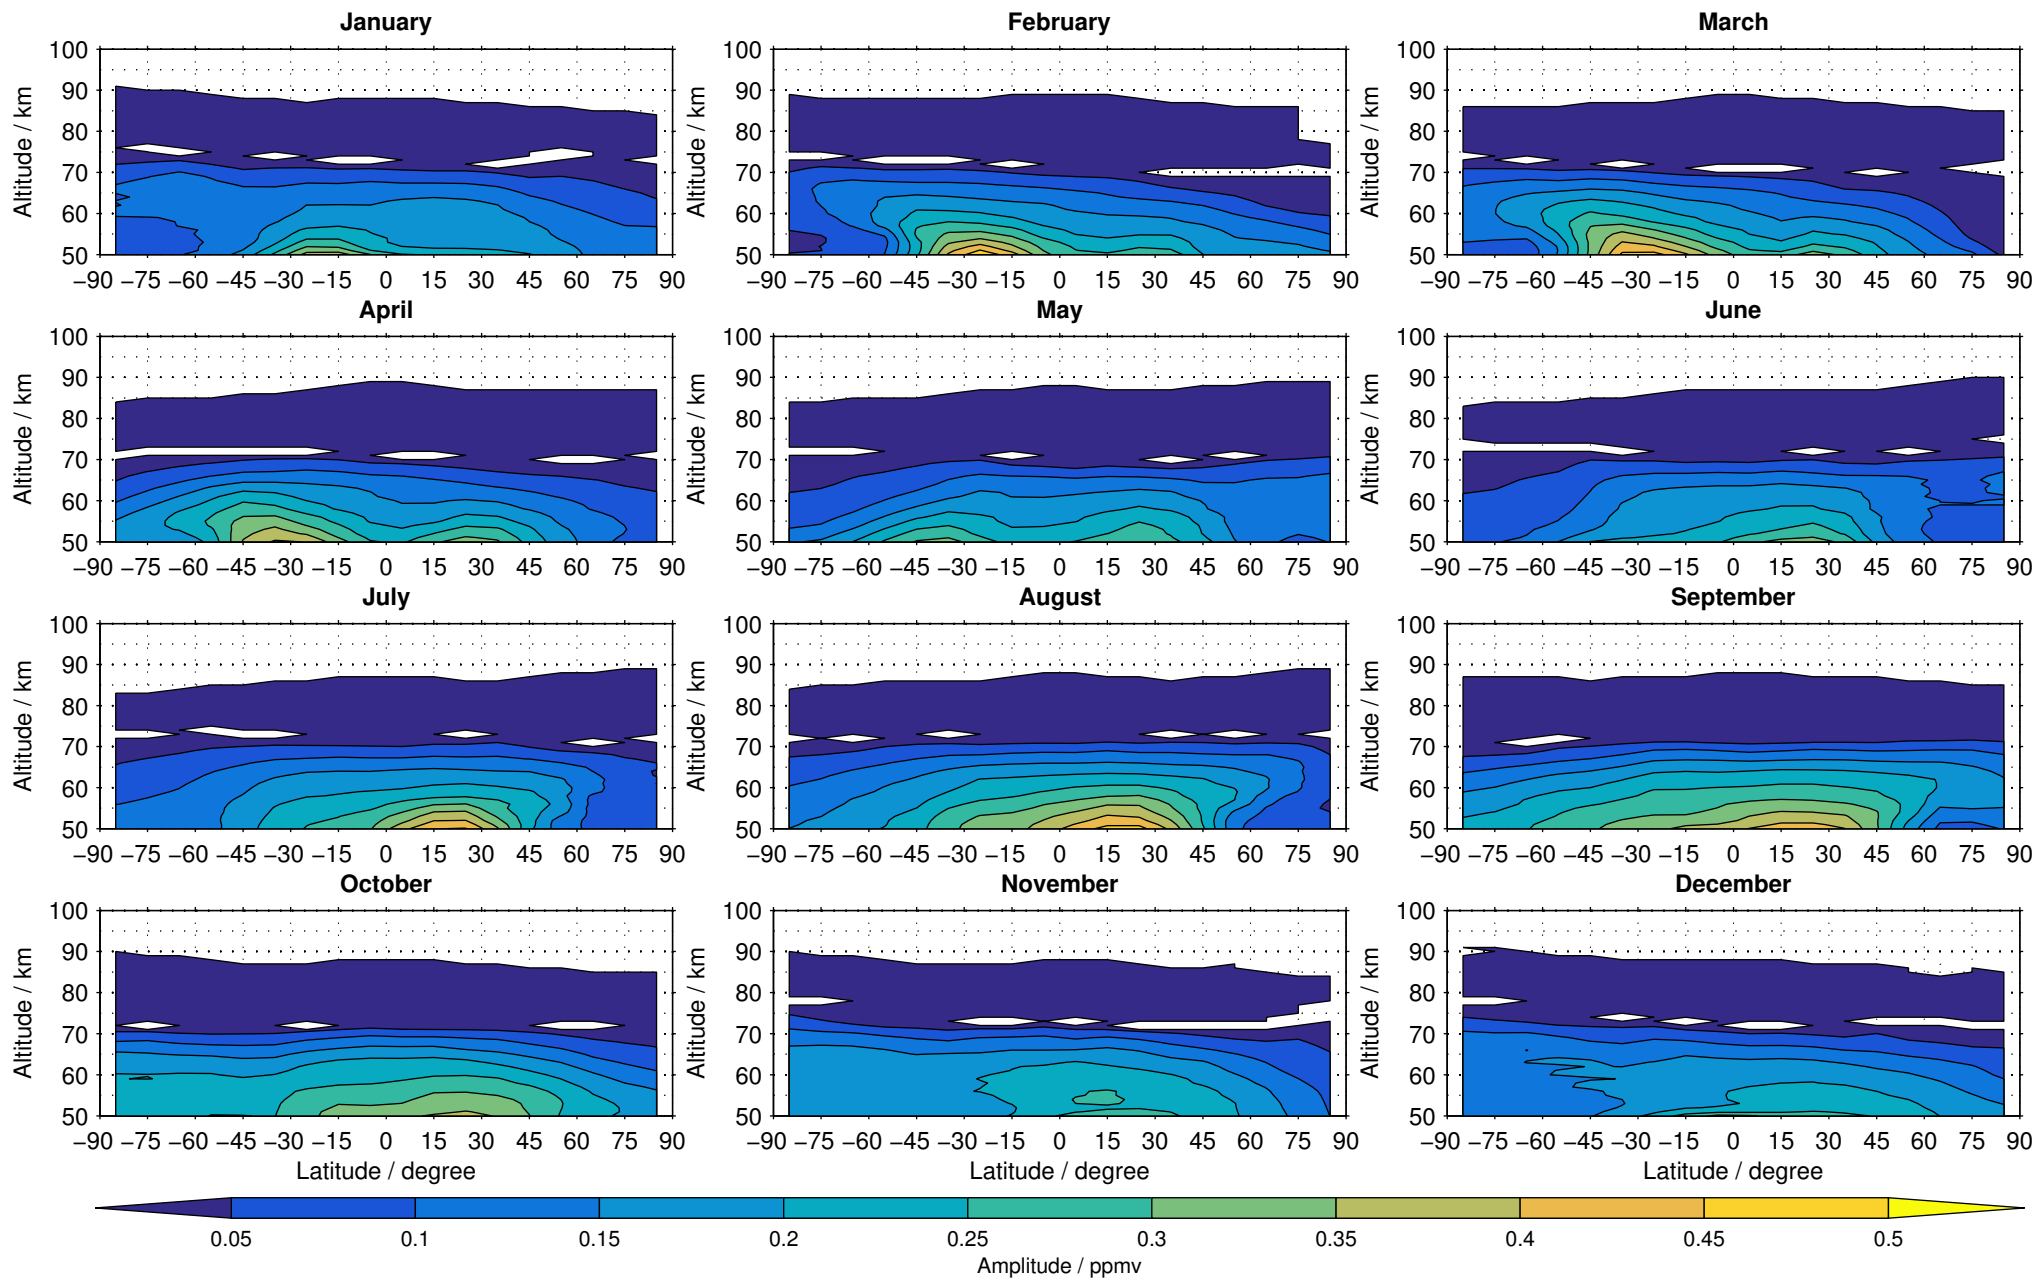 January February March
100 100 100
90 90 90
80 80 80
70 70 70
60 60 60
50 50 50
Altitude / km Altitude / km Altitude / km
−90 −75 −60 −45 −30 −15 0 15 30 45 60 75 90 −90 −75 −60 −45 −30 −15 0 15 30 45 60 75 90 −90 −75 −60 −45 −30 −15 0 15 30 45 60 75 90
April May June
100 100 100
90 90 90
80 80 80
70 70 70
60 60 60
50 50 50
Altitude / km Altitude / km Altitude / km
−90 −75 −60 −45 −30 −15 0 15 30 45 60 75 90 −90 −75 −60 −45 −30 −15 0 15 30 45 60 75 90 −90 −75 −60 −45 −30 −15 0 15 30 45 60 75 90
July August September
100 100 100
90 90 90
80 80 80
70 70 70
60 60 60
50 50 50
Altitude / km Altitude / km Altitude / km
−90 −75 −60 −45 −30 −15 0 15 30 45 60 75 90 −90 −75 −60 −45 −30 −15 0 15 30 45 60 75 90 −90 −75 −60 −45 −30 −15 0 15 30 45 60 75 90
October November December
100 100 100
90 90 90
80 80 80
70 70 70
60 60 60
50 50 50
Altitude / km Altitude / km Altitude / km
−90 −75 −60 −45 −30 −15 0 15 30 45 60 75 90 −90 −75 −60 −45 −30 −15 0 15 30 45 60 75 90 −90 −75 −60 −45 −30 −15 0 15 30 45 60 75 90
Latitude / degree Latitude / degree Latitude / degree
0.05 0.1 0.15 0.2 0.25 0.3 0.35 0.4 0.45 0.5
Amplitude / ppmv